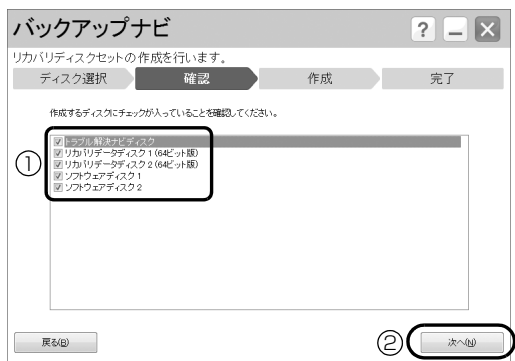 バックアップナビ
? － ×
リカバリディスクセットの作成を行います。
ディスク選択 確認 作成 完了
作成するディスクにチェックが入っていることを確認してください。
①
トラブル解決ナビディスク
リカバリデータディスク1(64ビット版)
リカバリデータディスク2(64ビット版)
ソフトウェアディスク1
ソフトウェアディスク2
戻る(B)
② 次へ(N)